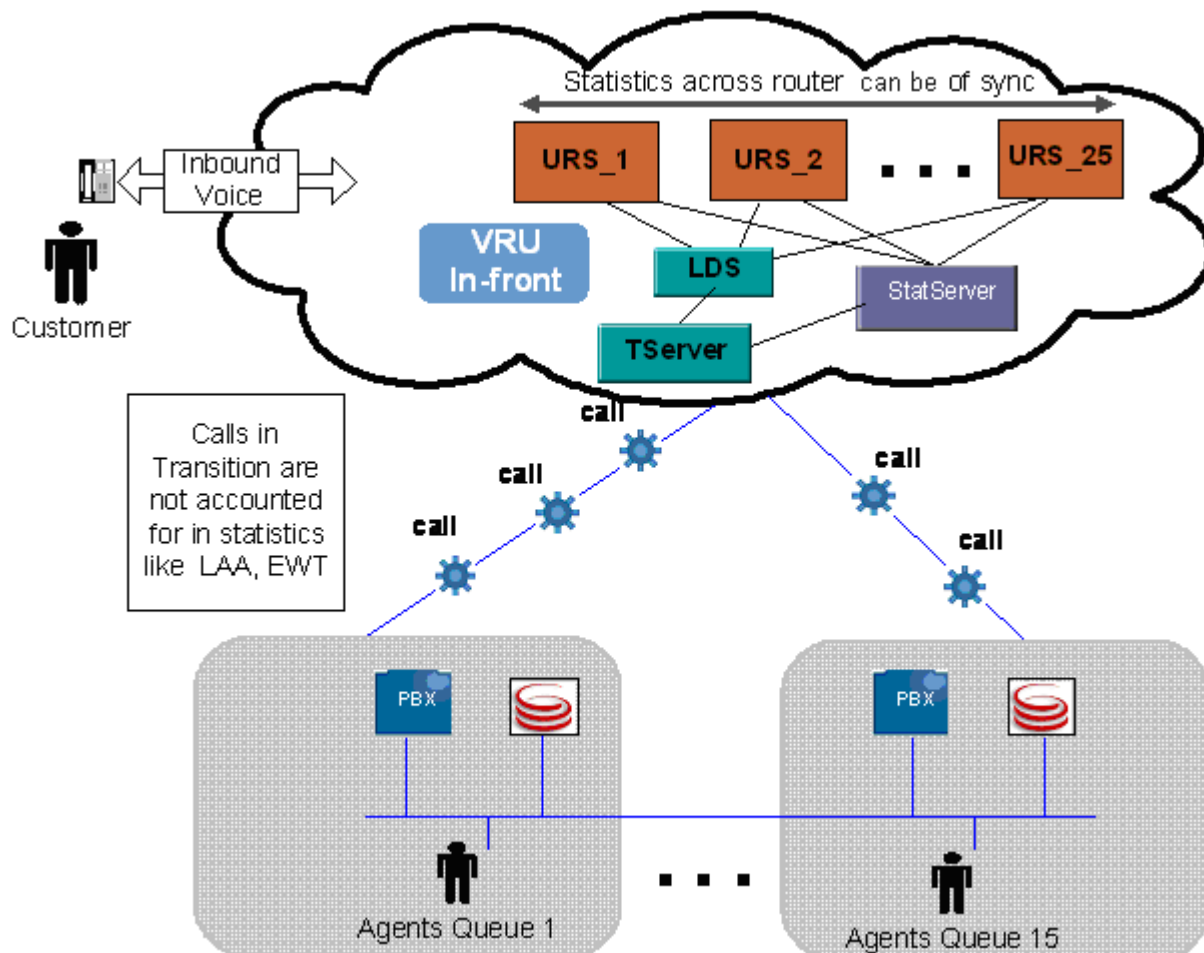 Statistics across router can be of sync
URS_1
URS_2
URS_25
Inbound
Voice
VRU
In-front
LDS
StatServer
TServer
Customer
Calls in
Transition are
not accounted
for in statistics
like LAA, EWT
call
call
call
call
call
PBX
PBX
Agents Queue 1
Agents Queue 15